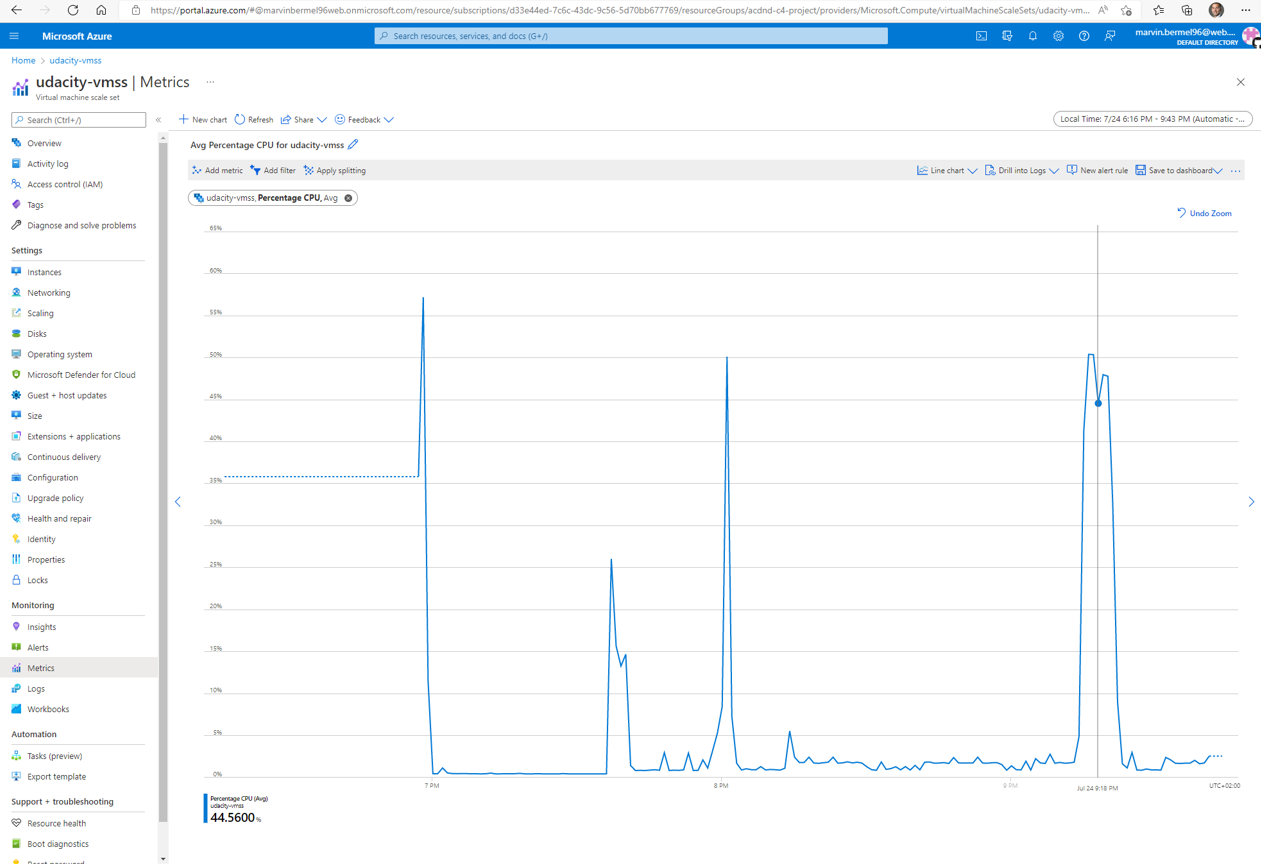 https://portal.azure.com/#@marvinbermel96web.onmicrosoft.com/resource/subscriptions/d33e44ed-7c6c-43dc-9c56-5d70bb677769/resourceGroups/acdnd-c4-project/providers/Microsoft.Compute/virtualMachineScaleSets/udacity-vm...
Microsoft Azure
Search resources, services, and docs (G+/)
marvin.bermel96@web....
DEFAULT DIRECTORY
Home > udacity-vmss
udacity-vmss | Metrics ...
Virtual machine scale set
Search (Ctrl+/)
«
New chart
Refresh
Share
Feedback
Local Time: 7/24 6:16 PM - 9:43 PM (Automatic -...
Overview
Activity log
Access control (IAM)
Tags
Diagnose and solve problems
Settings
Instances
Networking
Scaling
Disks
Operating system
Microsoft Defender for Cloud
Guest + host updates
Size
Extensions + applications
Continuous delivery
Configuration
Upgrade policy
Health and repair
Identity
Properties
Locks
Monitoring
Insights
Alerts
Metrics
Logs
Workbooks
Automation
Tasks (preview)
Export template
Support + troubleshooting
Resource health
Boot diagnostics
Reset password
Avg Percentage CPU for udacity-vmss
Add metric
Add filter
Apply splitting
Line chart
Drill into Logs
New alert rule
Save to dashboard
...
udacity-vmss, Percentage CPU, Avg
Undo Zoom
65%
60%
55%
50%
45%
40%
35%
30%
25%
20%
15%
10%
5%
0%
7 PM
8 PM
9 PM
Jul 24 9:18 PM
UTC+02:00
Percentage CPU (Avg)
udacity-vmss
44.5600 %